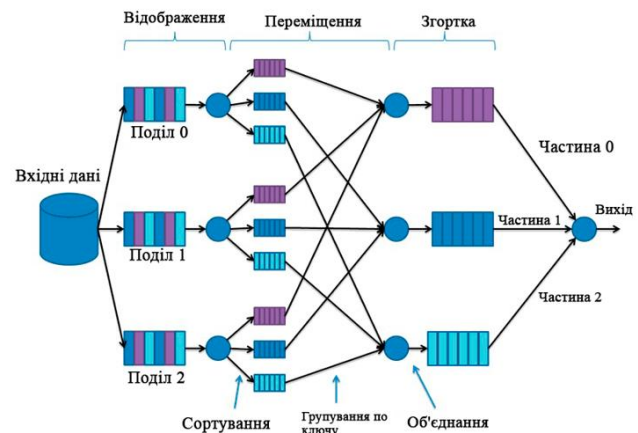 Відображення
Переміщення
Згортка
Поділ 0
Частина 0
Вхідні дані
Вихід
Поділ 1
Частина 1
Частина 2
Поділ 2
Сортування
Групування по
ключу
Об'єднання